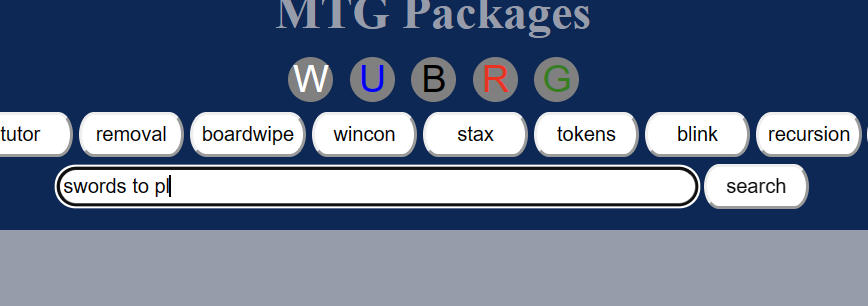 MTG Packages
W U B R G
tutor removal boardwipe wincon stax tokens blink recursion
swords to pl search